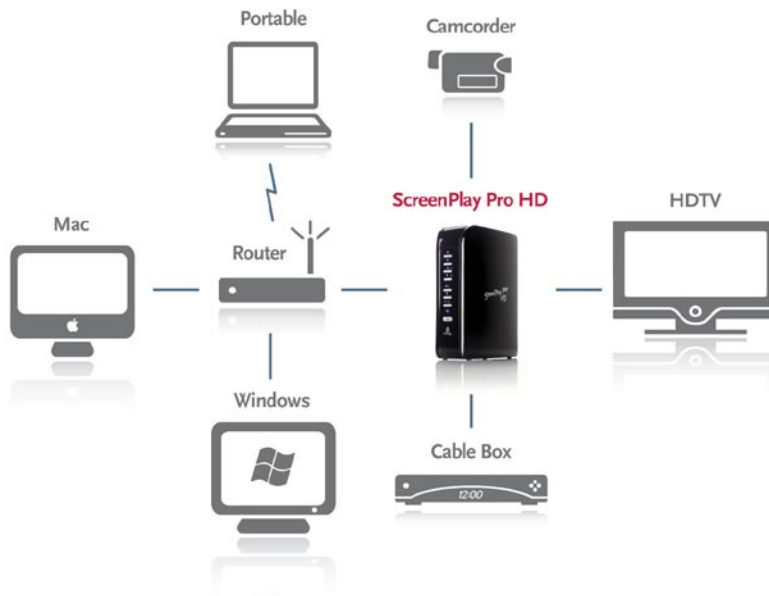 Portable
Camcorder
ScreenPlay Pro HD
HDTV
Mac
Router
Windows
Cable Box
12:00